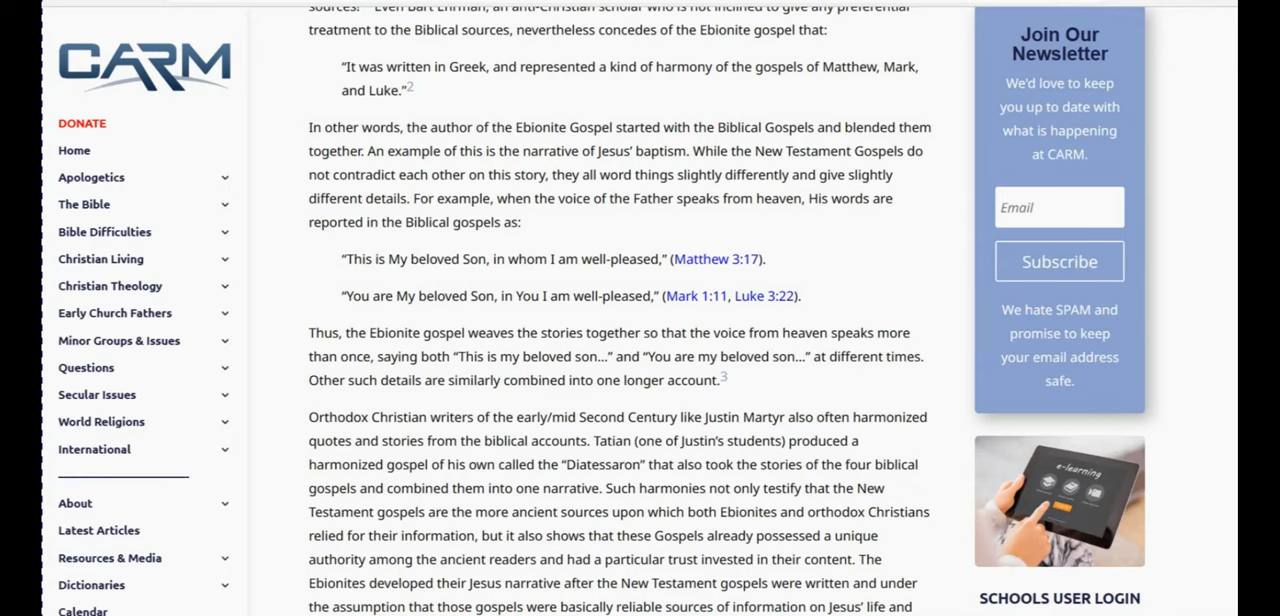 sources!" Even Bart Ehrman, an anti-Christian scholar who is not inclined to give any preferential
treatment to the Biblical sources, nevertheless concedes of the Ebionite gospel that:
“It was written in Greek, and represented a kind of harmony of the gospels of Matthew, Mark,
and Luke.”2
In other words, the author of the Ebionite Gospel started with the Biblical Gospels and blended them
together. An example of this is the narrative of Jesus’ baptism. While the New Testament Gospels do
not contradict each other on this story, they all word things slightly differently and give slightly
different details. For example, when the voice of the Father speaks from heaven, His words are
reported in the Biblical gospels as:
“This is My beloved Son, in whom I am well-pleased,” (Matthew 3:17).
“You are My beloved Son, in You I am well-pleased,” (Mark 1:11, Luke 3:22).
Thus, the Ebionite gospel weaves the stories together so that the voice from heaven speaks more
than once, saying both “This is my beloved son...” and “You are my beloved son...” at different times.
Other such details are similarly combined into one longer account.3
Orthodox Christian writers of the early/mid Second Century like Justin Martyr also often harmonized
quotes and stories from the biblical accounts. Tatian (one of Justin’s students) produced a
harmonized gospel of his own called the “Diatessaron” that also took the stories of the four biblical
gospels and combined them into one narrative. Such harmonies not only testify that the New
Testament gospels are the more ancient sources upon which both Ebionites and orthodox Christians
relied for their information, but it also shows that these Gospels already possessed a unique
authority among the ancient readers and had a particular trust invested in their content. The
Ebionites developed their Jesus narrative after the New Testament gospels were written and under
the assumption that those gospels were basically reliable sources of information on Jesus’ life and
CARM
DONATE
Home
Apologetics
The Bible
Bible Difficulties
Christian Living
Christian Theology
Early Church Fathers
Minor Groups & Issues
Questions
Secular Issues
World Religions
International
About
Latest Articles
Resources & Media
Dictionaries
Calendar
Join Our
Newsletter
We'd love to keep
you up to date with
what is happening
at CARM.
Email
Subscribe
We hate SPAM and
promise to keep
your email address
safe.
e-learning
SCHOOLS USER LOGIN